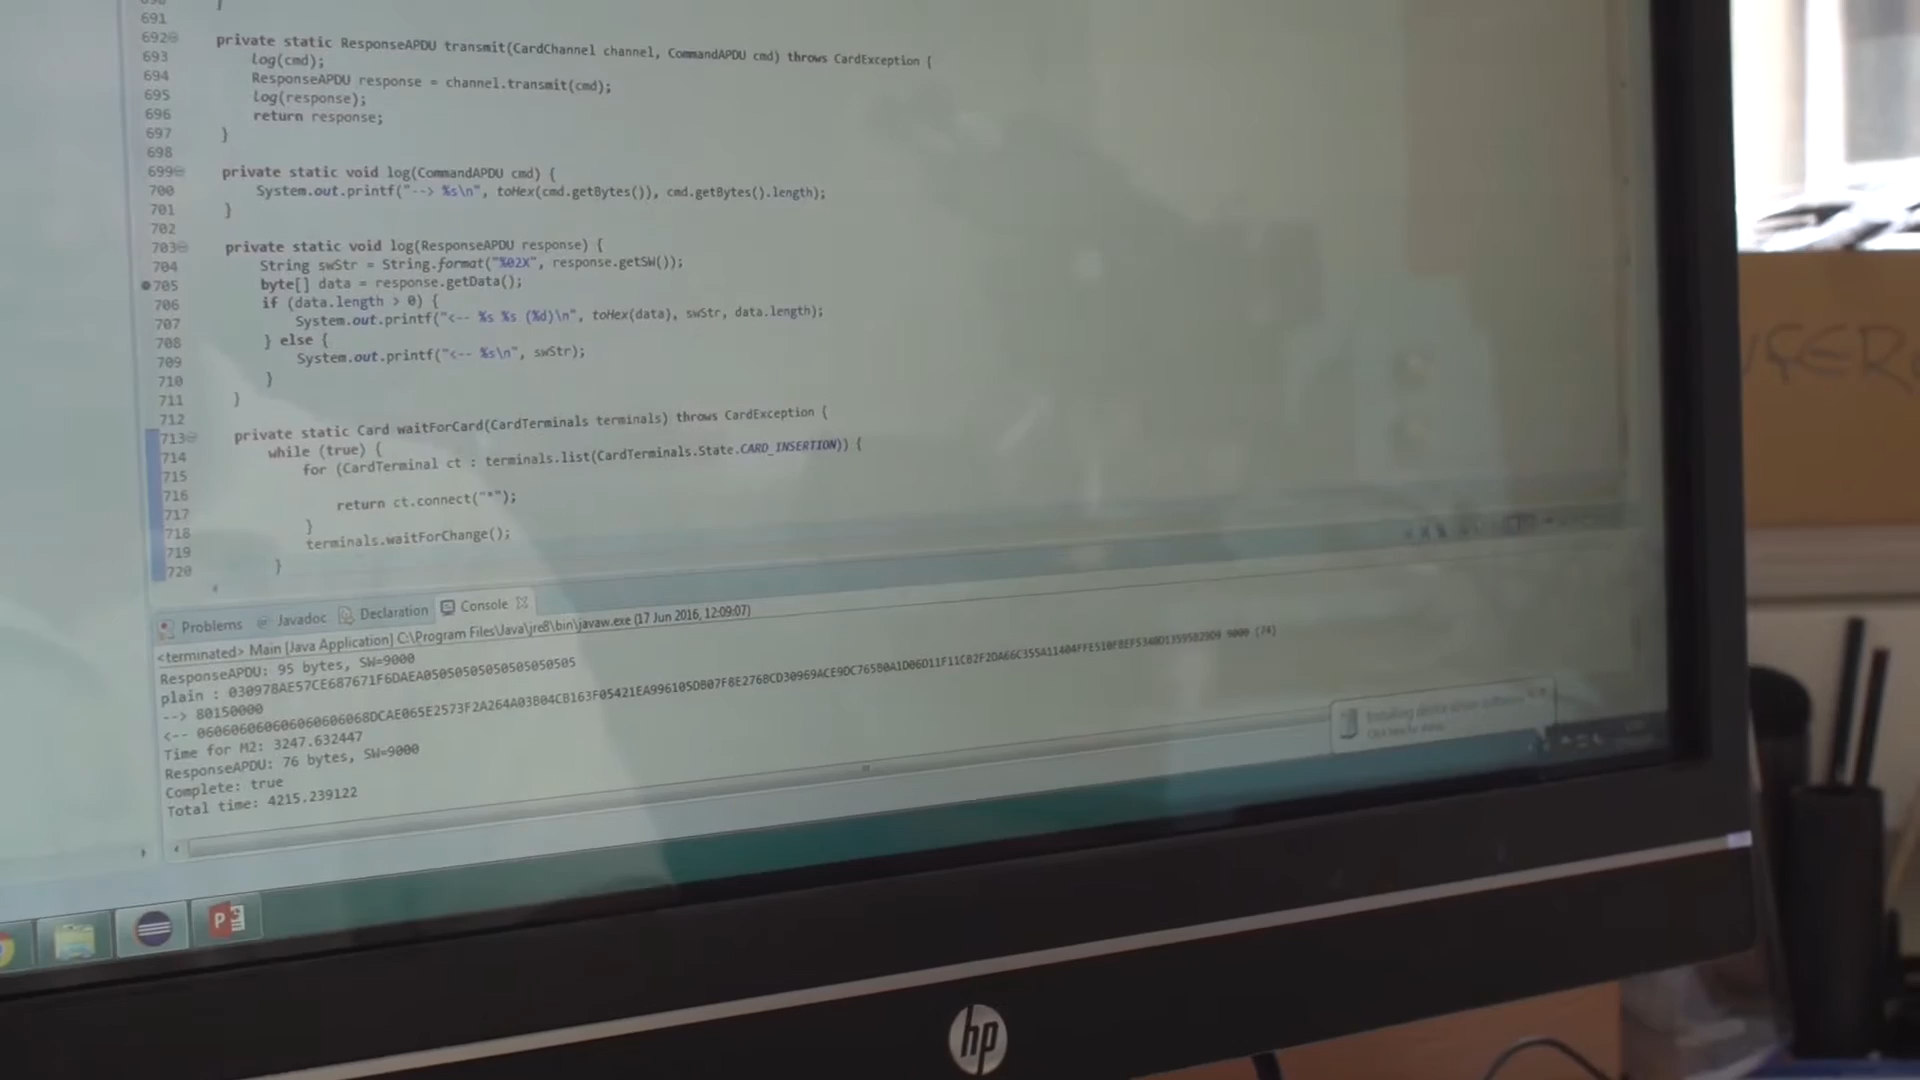 691
692 private static ResponseAPDU transmit(CardChannel channel, CommandAPDU cmd) throws CardException {
693 log(cmd);
694 ResponseAPDU response = channel.transmit(cmd);
695 log(response);
696 return response;
697 }
698
699 private static void log(CommandAPDU cmd) {
700 System.out.printf("--> %s\n", toHex(cmd.getBytes()), cmd.getBytes().length);
701 }
702
703 private static void log(ResponseAPDU response) {
704 String swStr = String.format("%02X", response.getSW());
705 byte[] data = response.getData();
706 if (data.length > 0) {
707 System.out.printf("<-- %s %s (%d)\n", toHex(data), swStr, data.length);
708 } else {
709 System.out.printf("<-- %s\n", swStr);
710 }
711 }
712
713 private static Card waitForCard(CardTerminals terminals) throws CardException {
714 while (true) {
715 for (CardTerminal ct : terminals.list(CardTerminals.State.CARD_INSERTION)) {
716
717 return ct.connect("*");
718 }
719 terminals.waitForChange();
720 }
Problems Javadoc Declaration Console
<terminated> Main [Java Application] C:\Program Files\Java\jre8\bin\javaw.exe (17 Jun 2016, 12:09:07)
ResponseAPDU: 95 bytes, SW=9000
plain : 030978AE57CE687671F6DAEA05050505050505050505
--> 80150000
<-- 9000 (74)
Time for M2: 3247.632447
ResponseAPDU: 76 bytes, SW=9000
Complete: true
Total time: 4215.239122
P
hp